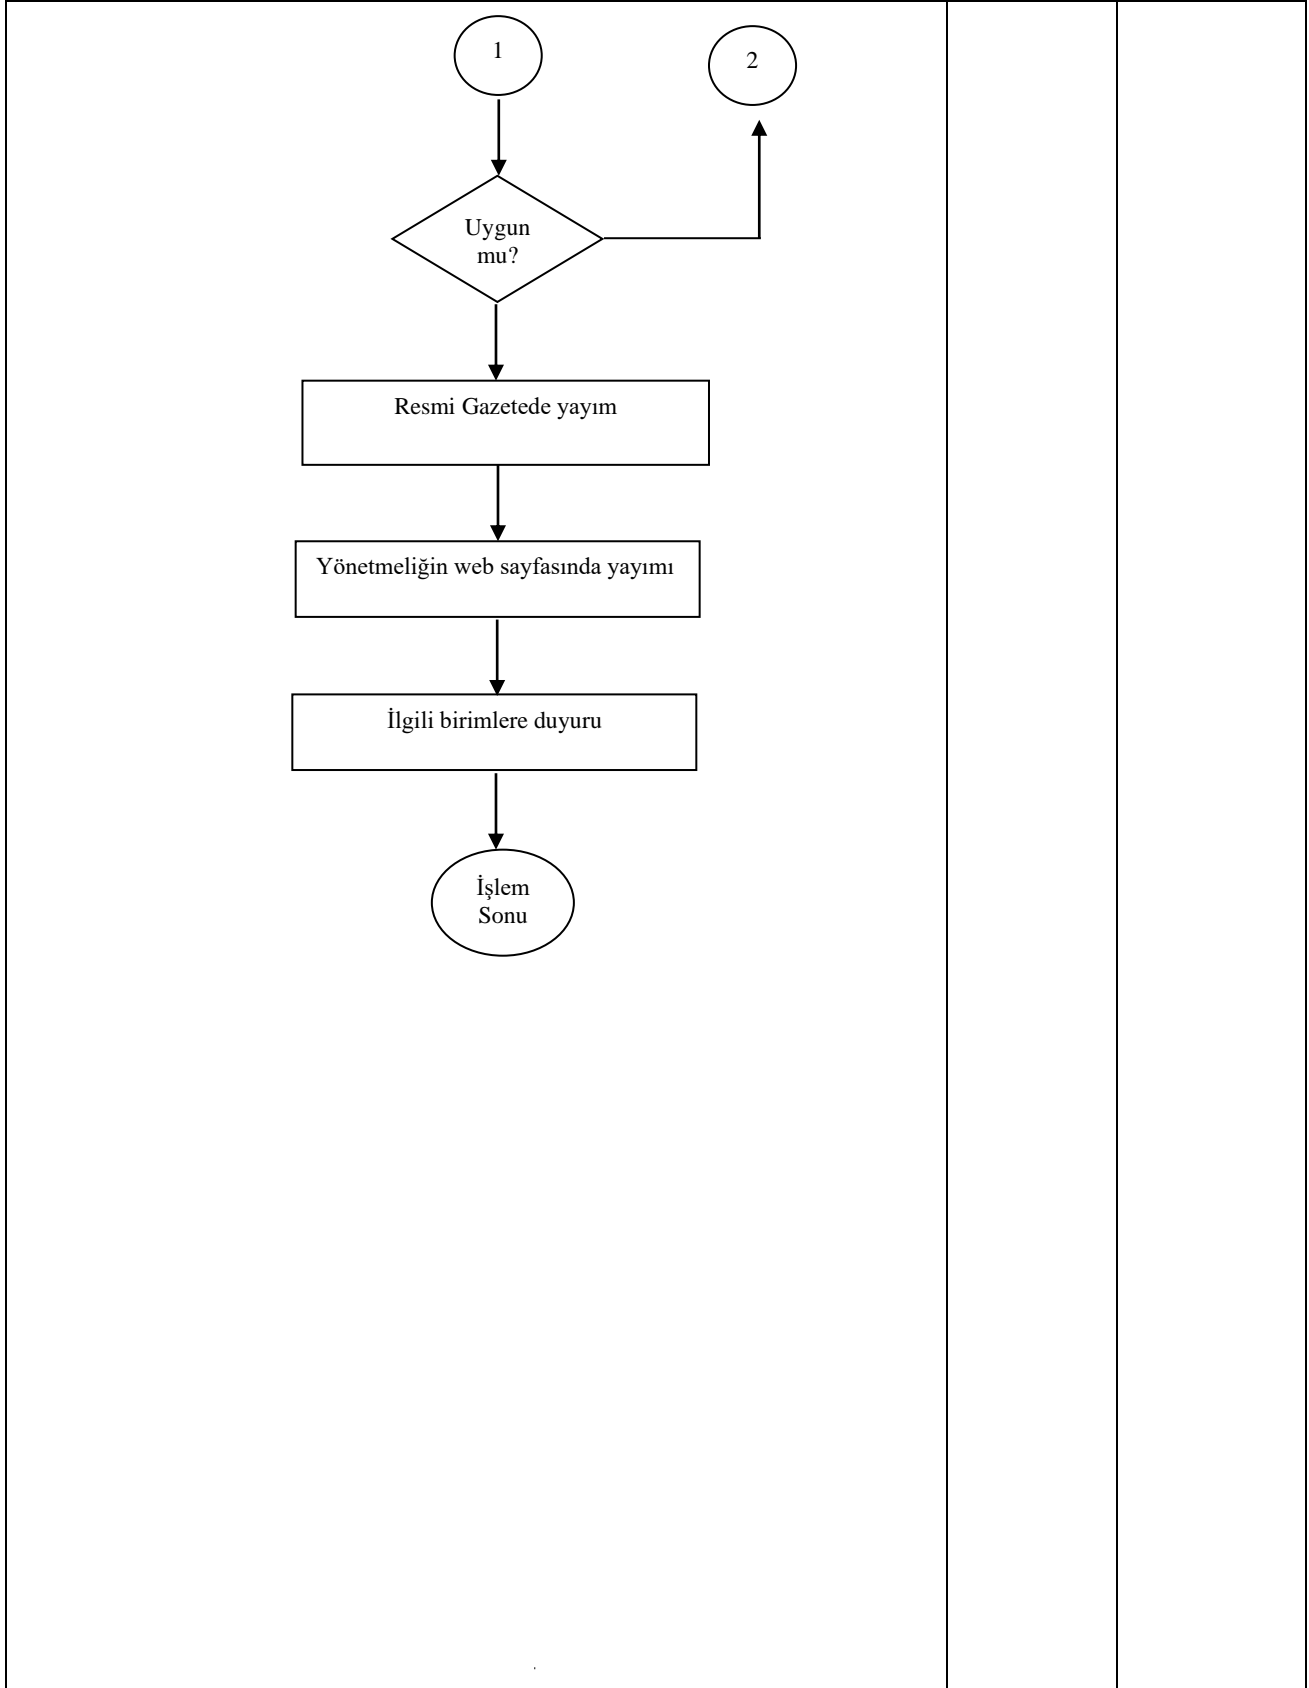 1
2
Uygun
mu?
Resmi Gazetede yayım
Yönetmeliğin web sayfasında yayımı
İlgili birimlere duyuru
İşlem
Sonu